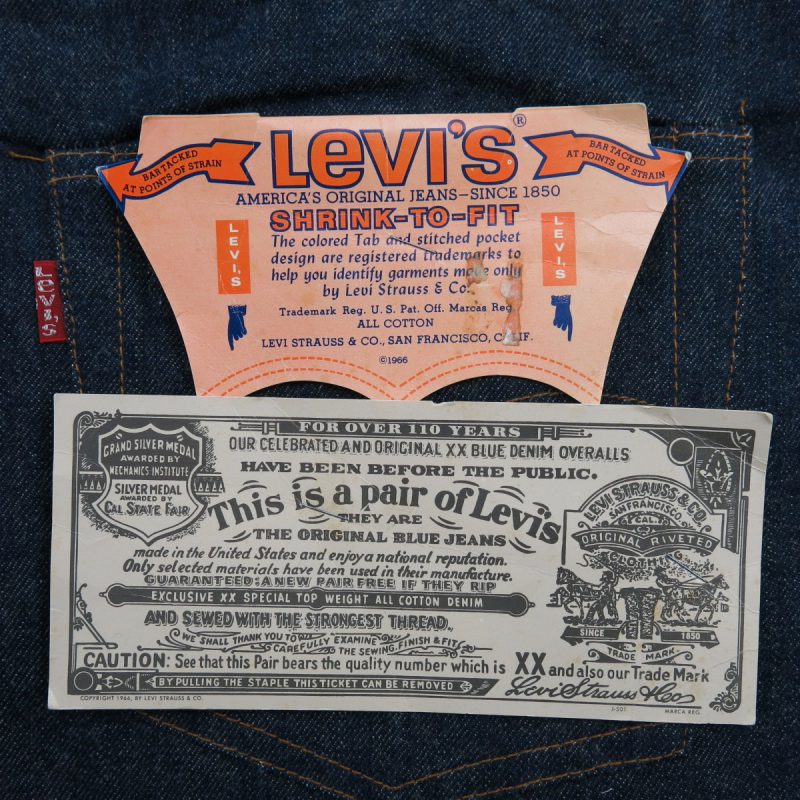 LEVI'S®
BAR TACKED
AT POINTS OF STRAIN
BAR TACKED
AT POINTS OF STRAIN
AMERICA'S ORIGINAL JEANS—SINCE 1850
SHRINK-TO-FIT
The colored Tab and stitched pocket
design are registered trademarks to
help you identify garments made only
by Levi Strauss & Co.
LEVI'S
LEVI'S
Trademark Reg. U.S. Pat. Off. Marcas Reg.
ALL COTTON
LEVI STRAUSS & CO., SAN FRANCISCO, CALIF.
©1966
LEVI'S
FOR OVER 110 YEARS
OUR CELEBRATED AND ORIGINAL XX BLUE DENIM OVERALLS
HAVE BEEN BEFORE THE PUBLIC.
This is a pair of Levi's
THEY ARE
THE ORIGINAL BLUE JEANS
made in the United States and enjoy a national reputation.
Only selected materials have been used in their manufacture.
GUARANTEED: A NEW PAIR FREE IF THEY RIP
EXCLUSIVE XX SPECIAL TOP WEIGHT ALL COTTON DENIM
AND SEWED WITH THE STRONGEST THREAD.
WE SHALL THANK YOU TO
CAREFULLY EXAMINE
THE SEWING, FINISH & FIT
CAUTION: See that this Pair bears the quality number which is XX and also our Trade Mark
BY PULLING THE STAPLE THIS TICKET CAN BE REMOVED
Levi Strauss & Co
COPYRIGHT 1966, BY LEVI STRAUSS & CO.
J-501
MARCA REG.
GRAND SILVER MEDAL
AWARDED BY
MECHANICS INSTITUTE
SILVER MEDAL
AWARDED BY
CAL STATE FAIR
LEVI STRAUSS & CO.
SAN FRANCISCO
CAL.
ORIGINAL RIVETED
CLOTHING
SINCE 1850
TRADE MARK